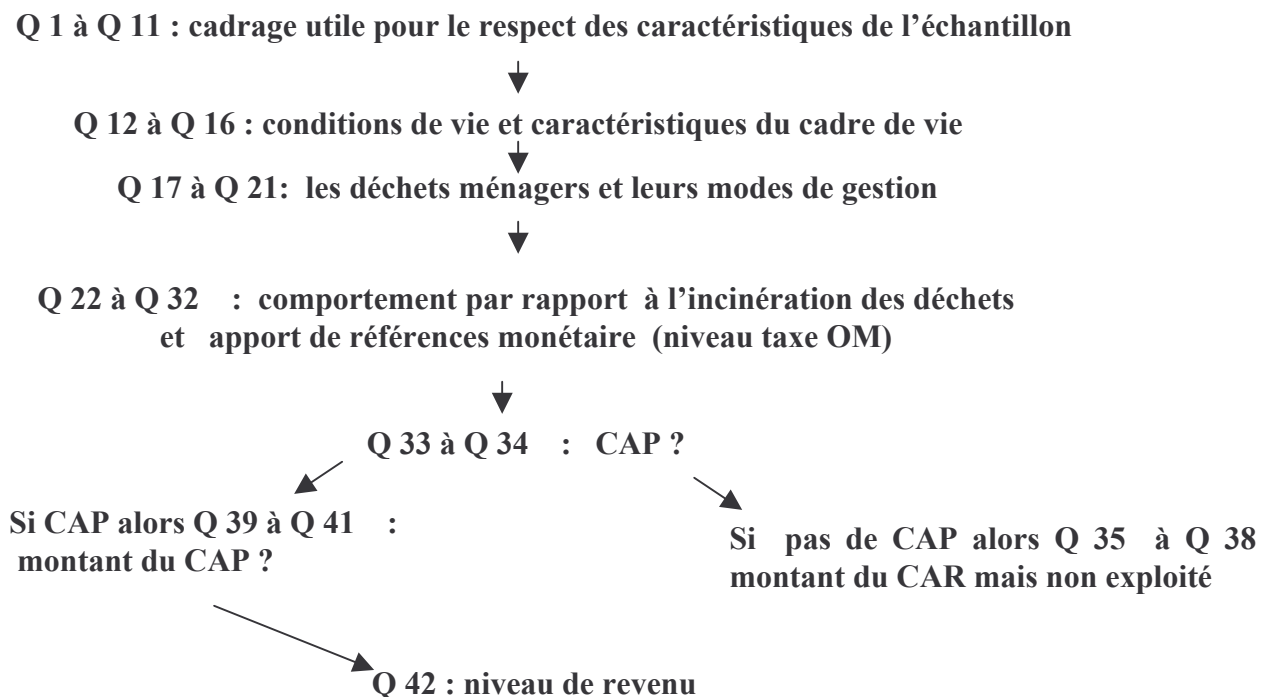 Q 1 à Q 11 : cadrage utile pour le respect des caractéristiques de l’échantillon
Q 12 à Q 16 : conditions de vie et caractéristiques du cadre de vie
Q 17 à Q 21: les déchets ménagers et leurs modes de gestion
Q 22 à Q 32 : comportement par rapport à l’incinération des déchets
et apport de références monétaire (niveau taxe OM)
Q 33 à Q 34 : CAP ?
Si CAP alors Q 39 à Q 41 :
montant du CAP ?
Si pas de CAP alors Q 35 à Q 38
montant du CAR mais non exploité
Q 42 : niveau de revenu